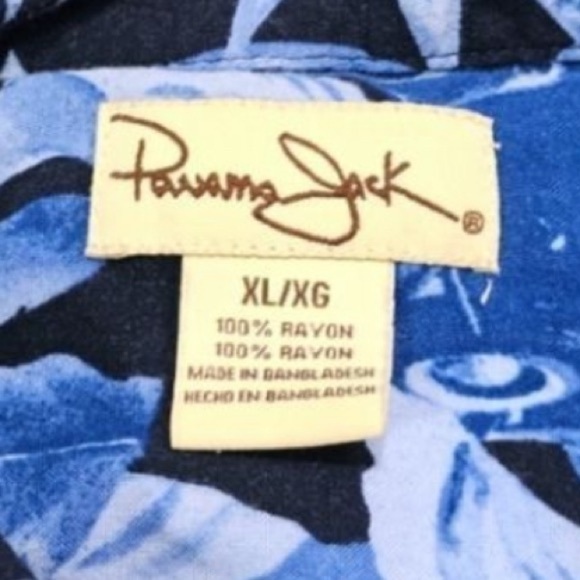 Panama Jack ®
XL/XG
100% RAYON
100% RAYON
MADE IN BANGLADESH
HECHO EN BANGLADESH